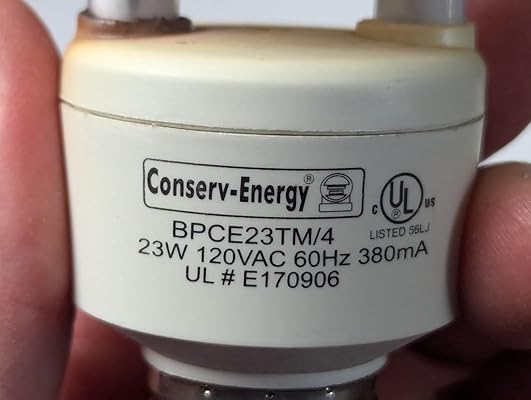 Conserv-Energy®
c UL ® us
LISTED 56LJ
BPCE23TM/4
23W 120VAC 60Hz 380mA
UL # E170906